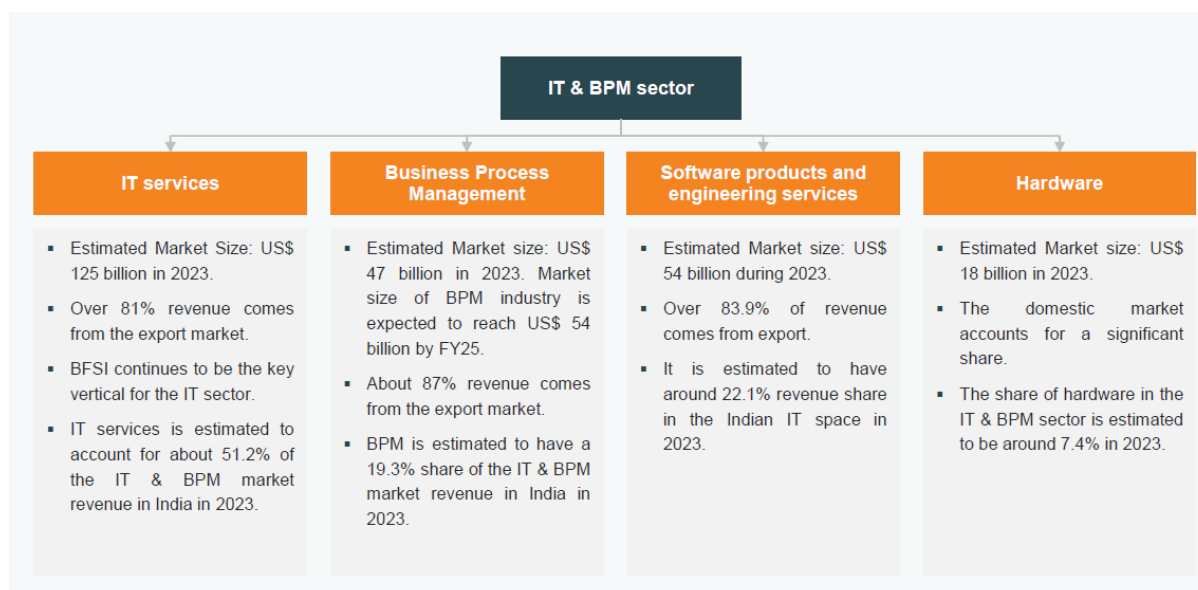 IT & BPM sector
IT services
▪ Estimated Market Size: US$
125 billion in 2023.
▪ Over 81% revenue comes
from the export market.
▪ BFSI continues to be the key
vertical for the IT sector.
▪ IT services is estimated to
account for about 51.2% of
the IT & BPM market
revenue in India in 2023.
Business Process
Management
▪ Estimated Market size: US$
47 billion in 2023. Market
size of BPM industry is
expected to reach US$ 54
billion by FY25.
▪ About 87% revenue comes
from the export market.
▪ BPM is estimated to have a
19.3% share of the IT & BPM
market revenue in India in
2023.
Software products and
engineering services
▪ Estimated Market size: US$
54 billion during 2023.
▪ Over 83.9% of revenue
comes from export.
▪ It is estimated to have
around 22.1% revenue share
in the Indian IT space in
2023.
Hardware
▪ Estimated Market size: US$
18 billion in 2023.
▪ The domestic market
accounts for a significant
share.
▪ The share of hardware in the
IT & BPM sector is estimated
to be around 7.4% in 2023.